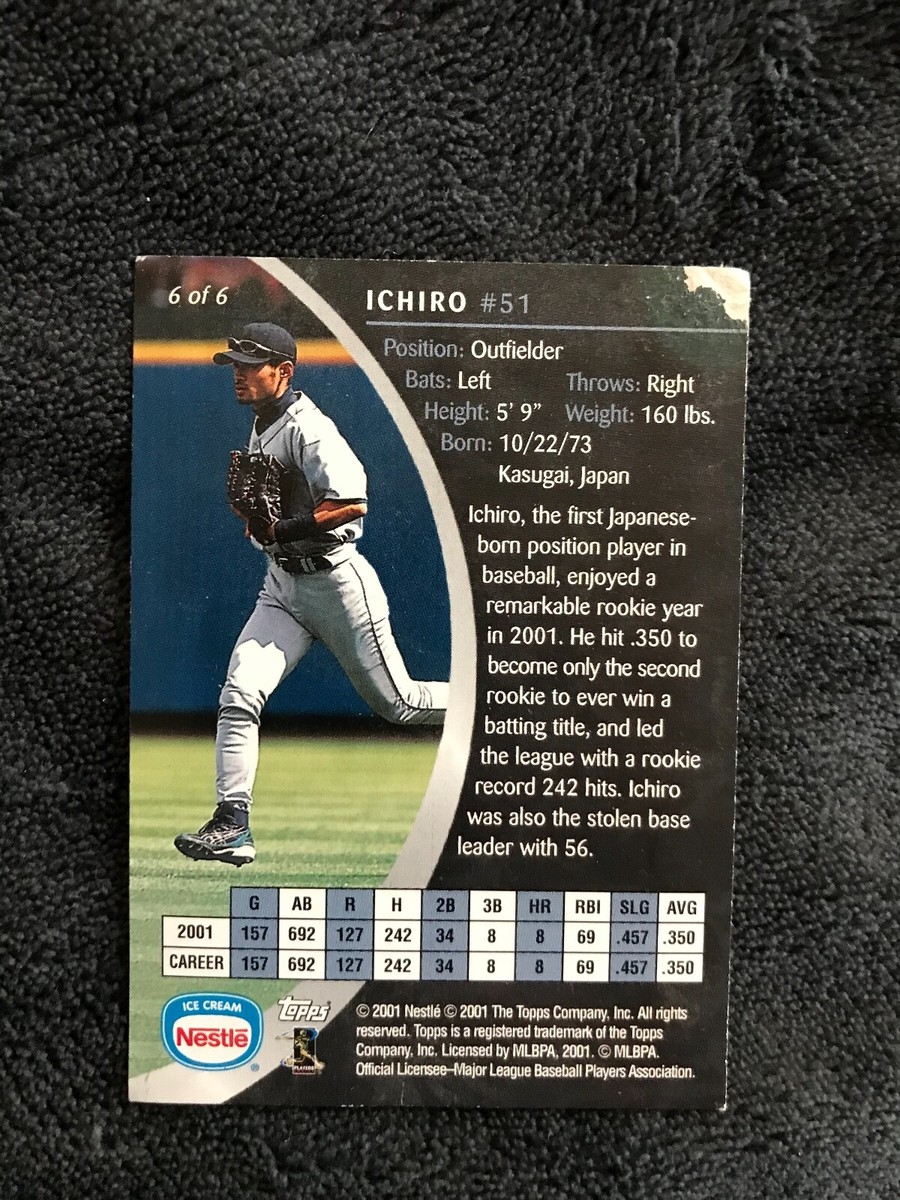 6 of 6
ICHIRO #51
Position: Outfielder
Bats: Left Throws: Right
Height: 5' 9” Weight: 160 lbs.
Born: 10/22/73
Kasugai, Japan
Ichiro, the first Japanese-
born position player in
baseball, enjoyed a
remarkable rookie year
in 2001. He hit .350 to
become only the second
rookie to ever win a
batting title, and led
the league with a rookie
record 242 hits. Ichiro
was also the stolen base
leader with 56.
G AB R H 2B 3B HR RBI SLG AVG
2001 157 692 127 242 34 8 8 69 .457 .350
CAREER 157 692 127 242 34 8 8 69 .457 .350
ICE CREAM
Nestlé
®
Topps
PLAYERS
© 2001 Nestlé © 2001 The Topps Company, Inc. All rights
reserved. Topps is a registered trademark of the Topps
Company, Inc. Licensed by MLBPA, 2001. © MLBPA.
Official Licensee–Major League Baseball Players Association.